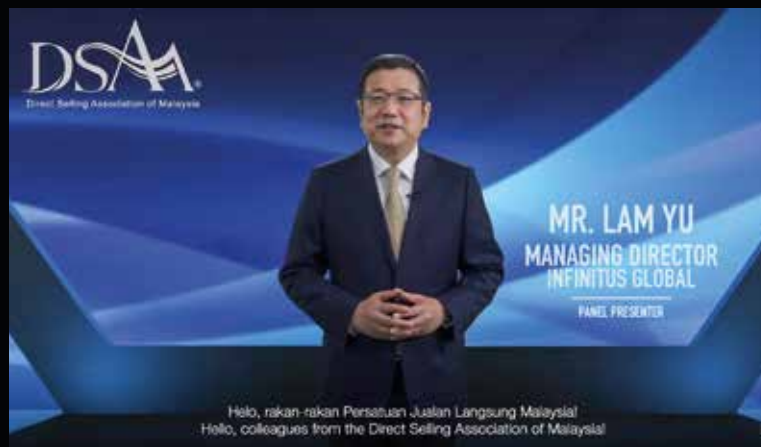 DSAM®
Direct Selling Association of Malaysia
MR. LAM YU
MANAGING DIRECTOR
INFINITUS GLOBAL
PANEL PRESENTER
Helo, rakan-rakan Persatuan Jualan Langsung Malaysia!
Hello, colleagues from the Direct Selling Association of Malaysia!